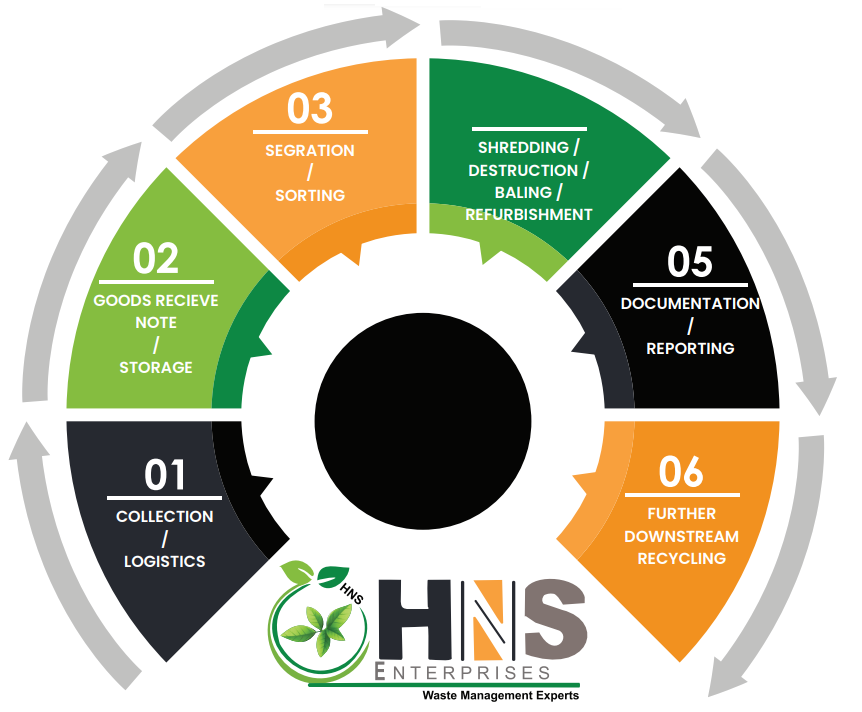 01
COLLECTION
/
LOGISTICS
02
GOODS RECIEVE
NOTE
/
STORAGE
03
SEGRATION
/
SORTING
SHREDDING /
DESTRUCTION /
BALING /
REFURBISHMENT
05
DOCUMENTATION
/
REPORTING
06
FURTHER
DOWNSTREAM
RECYCLING
HNS
HNS
ENTERPRISES
Waste Management Experts